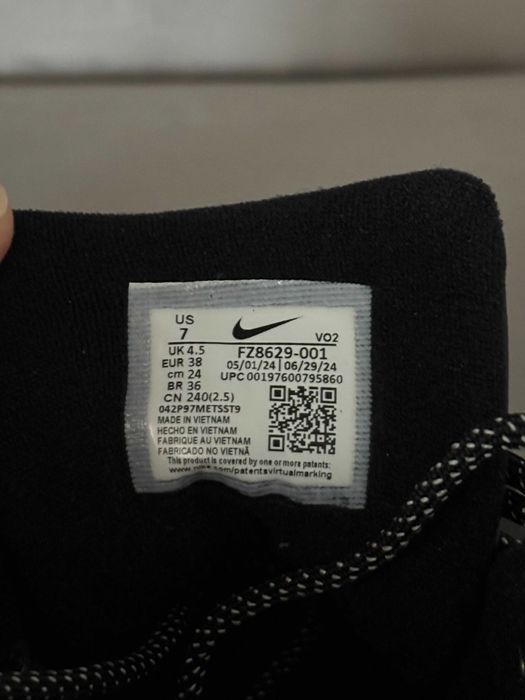 US
7
VO2
UK 4.5
EUR 38
cm 24
BR 36
CN 240(2.5)
FZ8629-001
05/01/24 | 06/29/24
UPC 00197600795860
042P97METSST9
MADE IN VIETNAM
HECHO EN VIETNAM
FABRIQUE AU VIETNAM
FABRICADO NO VIETNÃ
This product is covered by one or more patents:
/patentsvirtualmarking